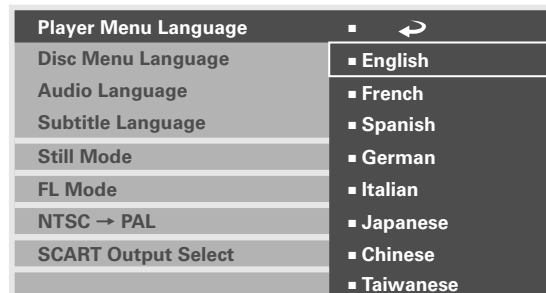 Player Menu Language
Disc Menu Language
Audio Language
Subtitle Language
Still Mode
FL Mode
NTSC → PAL
SCART Output Select
English
French
Spanish
German
Italian
Japanese
Chinese
Taiwanese